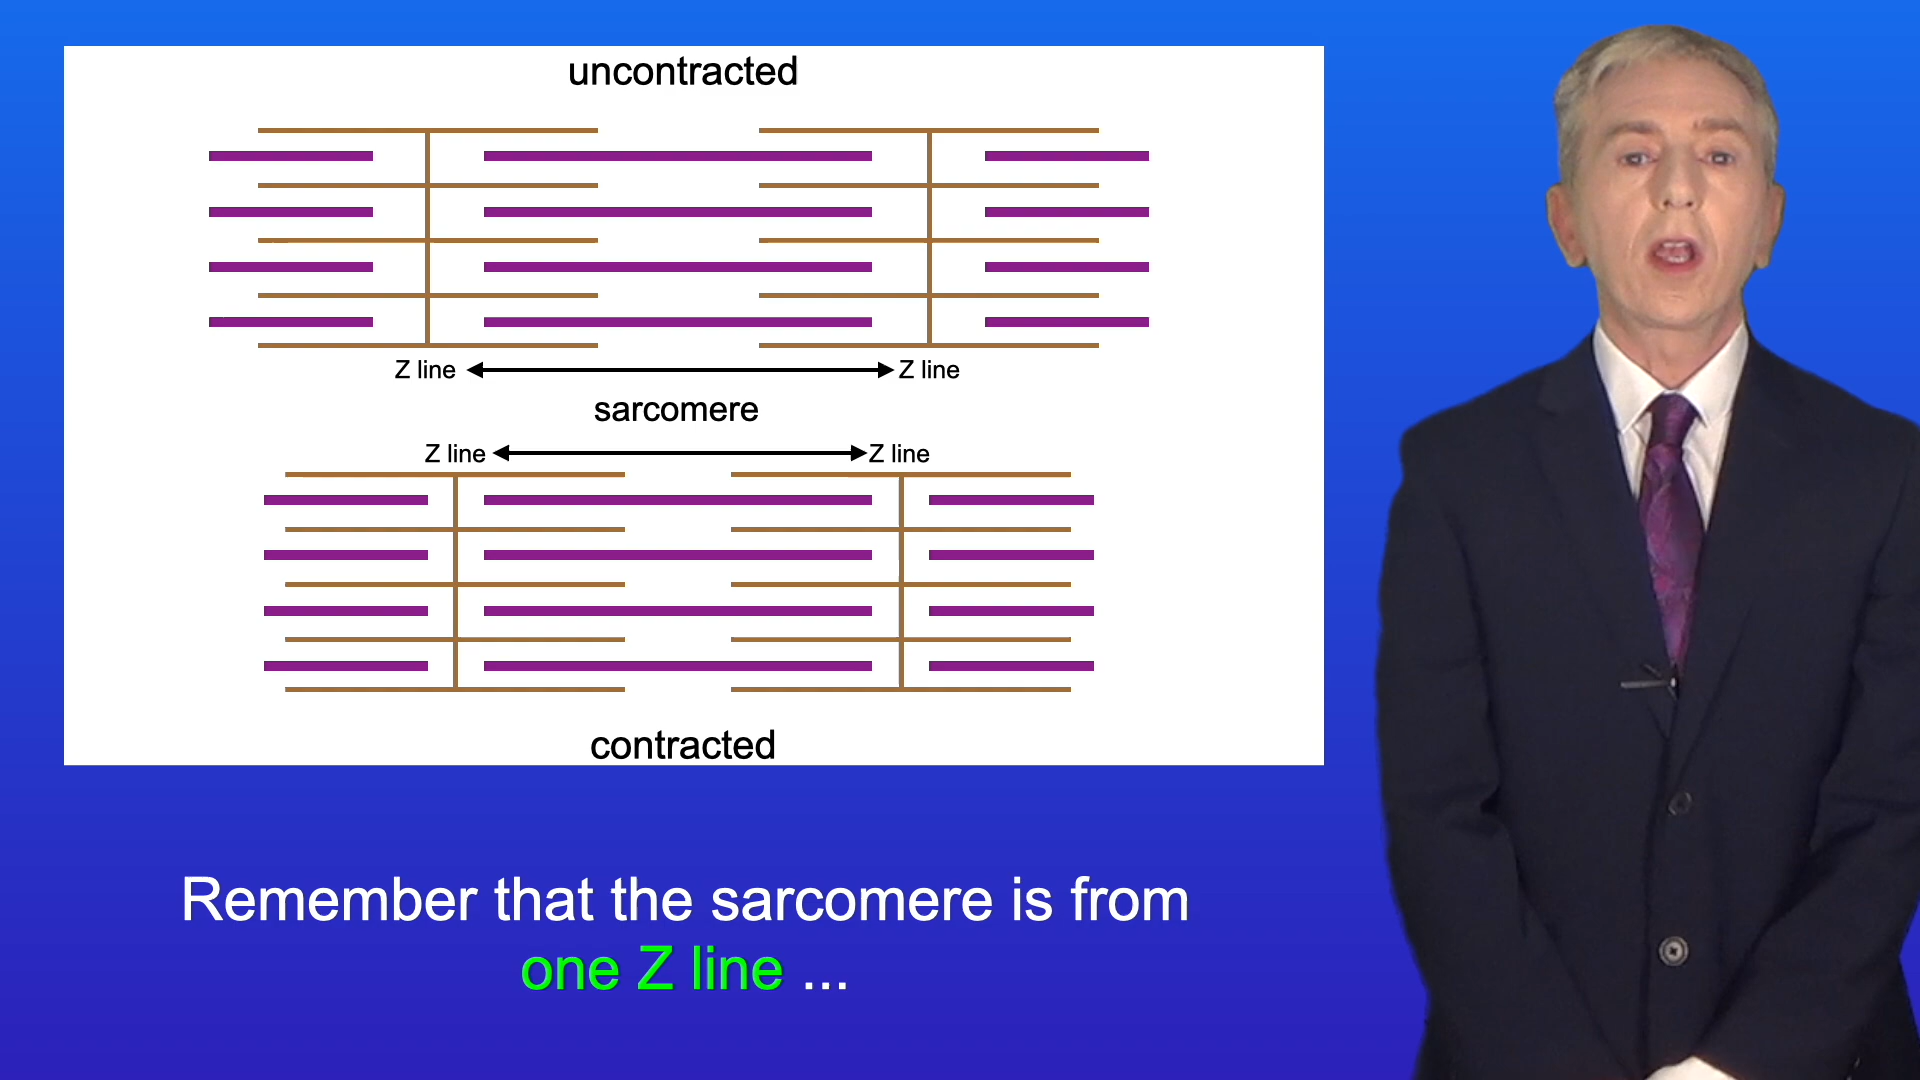 uncontracted
Z line Z line
sarcomere
Z line Z line
contracted
Remember that the sarcomere is from
one Z line ...